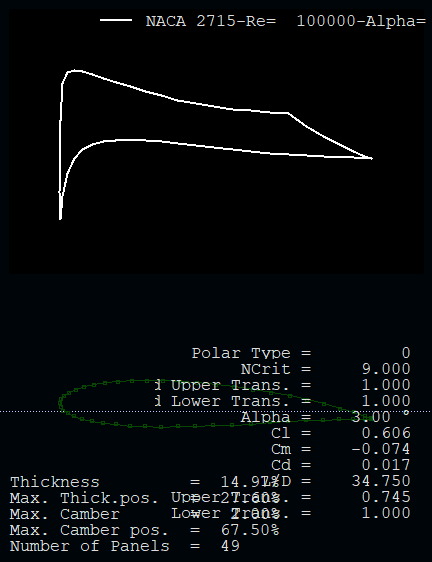 NACA 2715-Re= 100000-Alpha=
Polar Type = 0
NCrit = 9.000
Upper Trans. = 1.000
Lower Trans. = 1.000
Alpha = 3.00 °
Cl = 0.606
Cm = -0.074
Cd = 0.017
L/D = 34.750
Thickness = 14.97%
Upper Trans. = 0.745
Max. Thick.pos. = 27.60%
Lower Trans. = 1.000
Max. Camber =
Max. Camber pos. = 67.50%
Number of Panels = 49